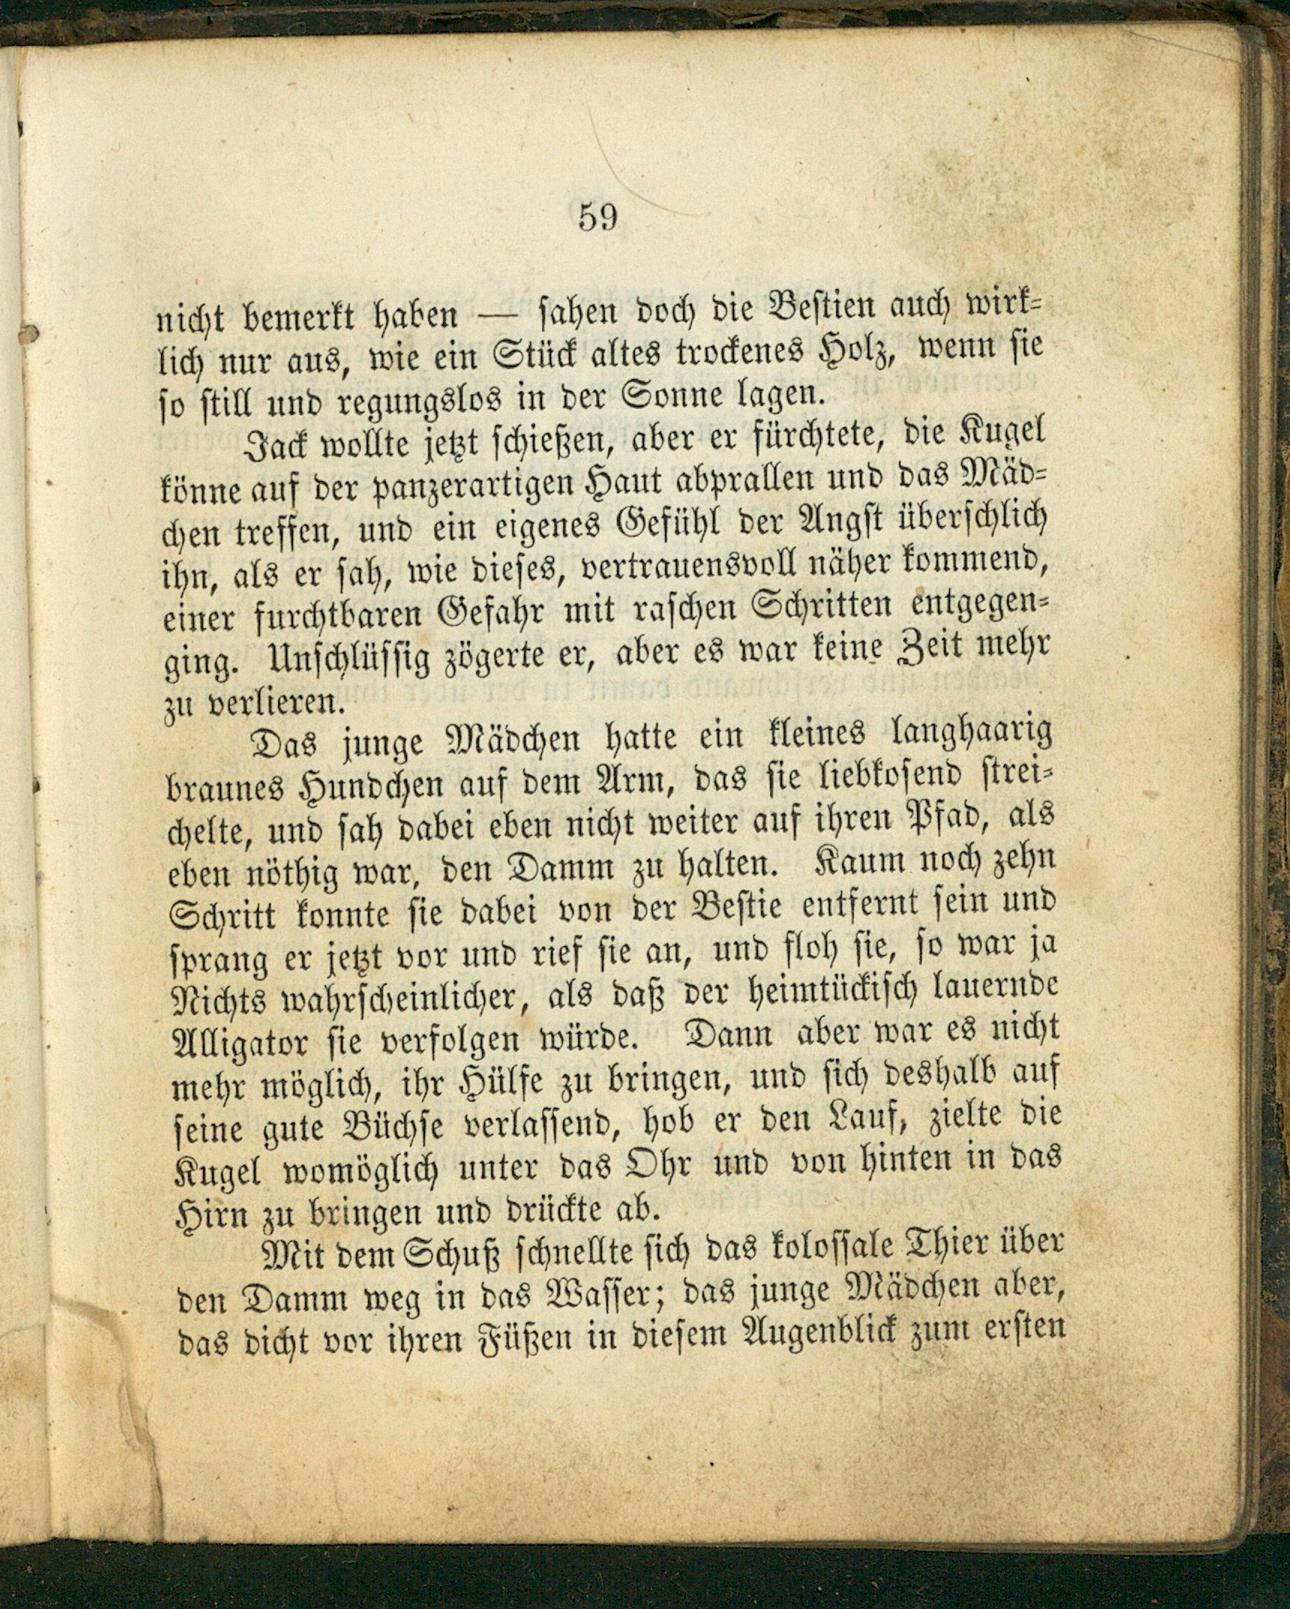 59
nicht bemerkt haben — sahen doch die Bestien auch wirk-
lich nur aus, wie ein Stück altes trockenes Holz, wenn sie
so still und regungslos in der Sonne lagen.
Jack wollte jetzt schießen, aber er fürchtete, die Kugel
könne auf der panzerartigen Haut abprallen und das Mäd-
chen treffen, und ein eigenes Gefühl der Angst überschlich
ihn, als er sah, wie dieses, vertrauensvoll näher kommend,
einer furchtbaren Gefahr mit raschen Schritten entgegen-
ging. Unschlüssig zögerte er, aber es war keine Zeit mehr
zu verlieren.
Das junge Mädchen hatte ein kleines langhaarig
braunes Hundchen auf dem Arm, das sie liebkosend strei-
chelte, und sah dabei eben nicht weiter auf ihren Pfad, als
eben nöthig war, den Damm zu halten. Kaum noch zehn
Schritt konnte sie dabei von der Bestie entfernt sein und
sprang er jetzt vor und rief sie an, und floh sie, so war ja
Nichts wahrscheinlicher, als daß der heimtückisch lauernde
Alligator sie verfolgen würde. Dann aber war es nicht
mehr möglich, ihr Hülfe zu bringen, und sich deshalb auf
seine gute Büchse verlassend, hob er den Lauf, zielte die
Kugel womöglich unter das Ohr und von hinten in das
Hirn zu bringen und drückte ab.
Mit dem Schuß schnellte sich das kolossale Thier über
den Damm weg in das Wasser; das junge Mädchen aber,
das dicht vor ihren Füßen in diesem Augenblick zum ersten